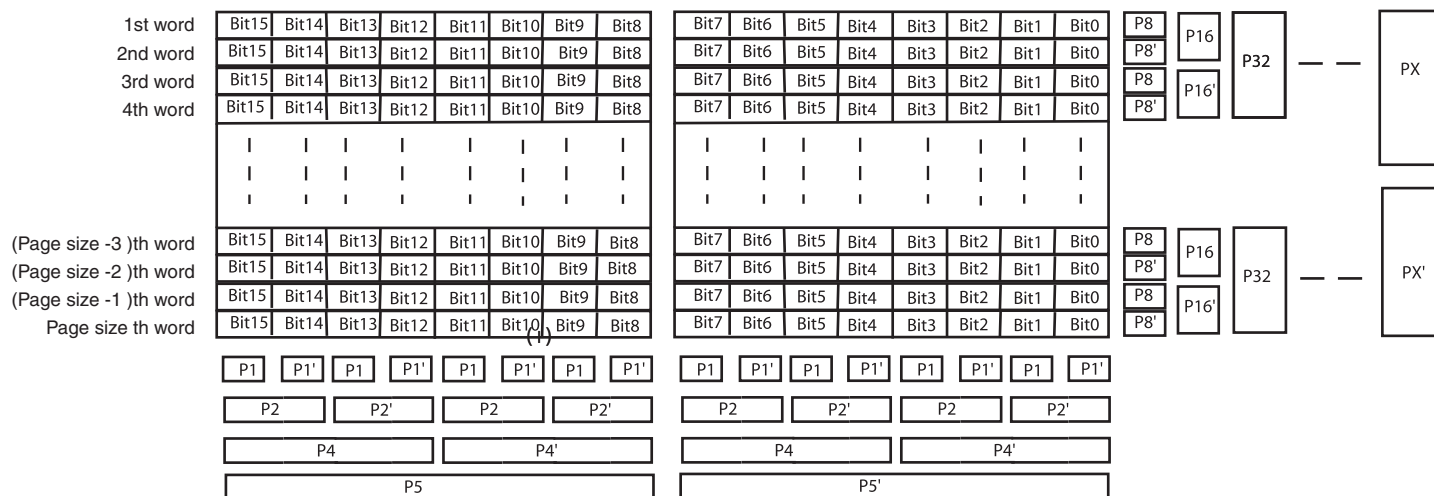 1st word Bit15 Bit14 Bit13 Bit12 Bit11 Bit10 Bit9 Bit8 Bit7 Bit6 Bit5 Bit4 Bit3 Bit2 Bit1 Bit0 P8 P16 P32 PX
2nd word Bit15 Bit14 Bit13 Bit12 Bit11 Bit10 Bit9 Bit8 Bit7 Bit6 Bit5 Bit4 Bit3 Bit2 Bit1 Bit0 P8'
3rd word Bit15 Bit14 Bit13 Bit12 Bit11 Bit10 Bit9 Bit8 Bit7 Bit6 Bit5 Bit4 Bit3 Bit2 Bit1 Bit0 P8 P16'
4th word Bit15 Bit14 Bit13 Bit12 Bit11 Bit10 Bit9 Bit8 Bit7 Bit6 Bit5 Bit4 Bit3 Bit2 Bit1 Bit0 P8'
(Page size -3 )th word Bit15 Bit14 Bit13 Bit12 Bit11 Bit10 Bit9 Bit8 Bit7 Bit6 Bit5 Bit4 Bit3 Bit2 Bit1 Bit0 P8 P16 P32 PX'
(Page size -2 )th word Bit15 Bit14 Bit13 Bit12 Bit11 Bit10 Bit9 Bit8 Bit7 Bit6 Bit5 Bit4 Bit3 Bit2 Bit1 Bit0 P8'
(Page size -1 )th word Bit15 Bit14 Bit13 Bit12 Bit11 Bit10 Bit9 Bit8 Bit7 Bit6 Bit5 Bit4 Bit3 Bit2 Bit1 Bit0 P8 P16'
Page size th word Bit15 Bit14 Bit13 Bit12 Bit11 Bit10 Bit9 Bit8 Bit7 Bit6 Bit5 Bit4 Bit3 Bit2 Bit1 Bit0 P8'
P1 P1' P1 P1' P1 P1' P1 P1' P1 P1' P1 P1' P1 P1' P1 P1'
P2 P2' P2 P2' P2 P2' P2 P2'
P4 P4' P4 P4'
P5 P5'